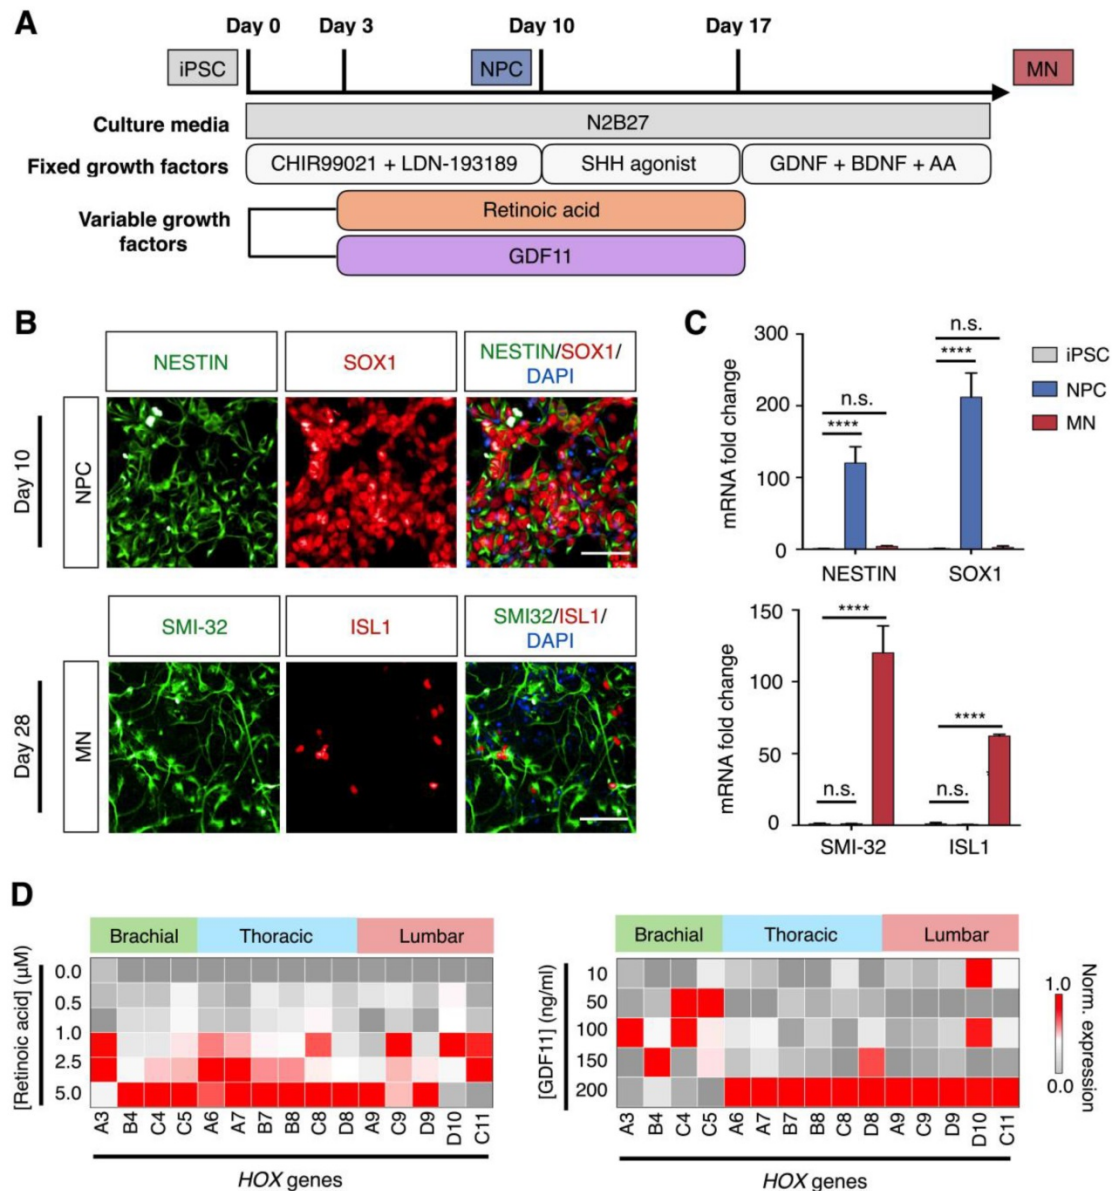 A
Day 0 Day 3 Day 10 Day 17
iPSC NPC MN
Culture media N2B27
Fixed growth factors CHIR99021 + LDN-193189 SHH agonist GDNF + BDNF + AA
Variable growth
factors
Retinoic acid
GDF11
B
NESTIN SOX1 NESTIN/SOX1/
DAPI
Day 10
NPC
SMI-32 ISL1 SMI32/ISL1/
DAPI
Day 28
MN
C
mRNA fold change
300
200
100
0
n.s.
****
n.s.
****
NESTIN SOX1
iPSC
NPC
MN
mRNA fold change
150
100
50
0
****
n.s.
****
n.s.
SMI-32 ISL1
D
Brachial Thoracic Lumbar
[Retinoic acid] (μM)
0.0
0.5
1.0
2.5
5.0
A3 B4 C4 C5 A6 A7 B7 B8 C8 D8 A9 C9 D9 D10 C11
HOX genes
Brachial Thoracic Lumbar
[GDF11] (ng/ml)
10
50
100
150
200
A3 B4 C4 C5 A6 A7 B7 B8 C8 D8 A9 C9 D9 D10 C11
HOX genes
1.0
0.0
Norm. expression